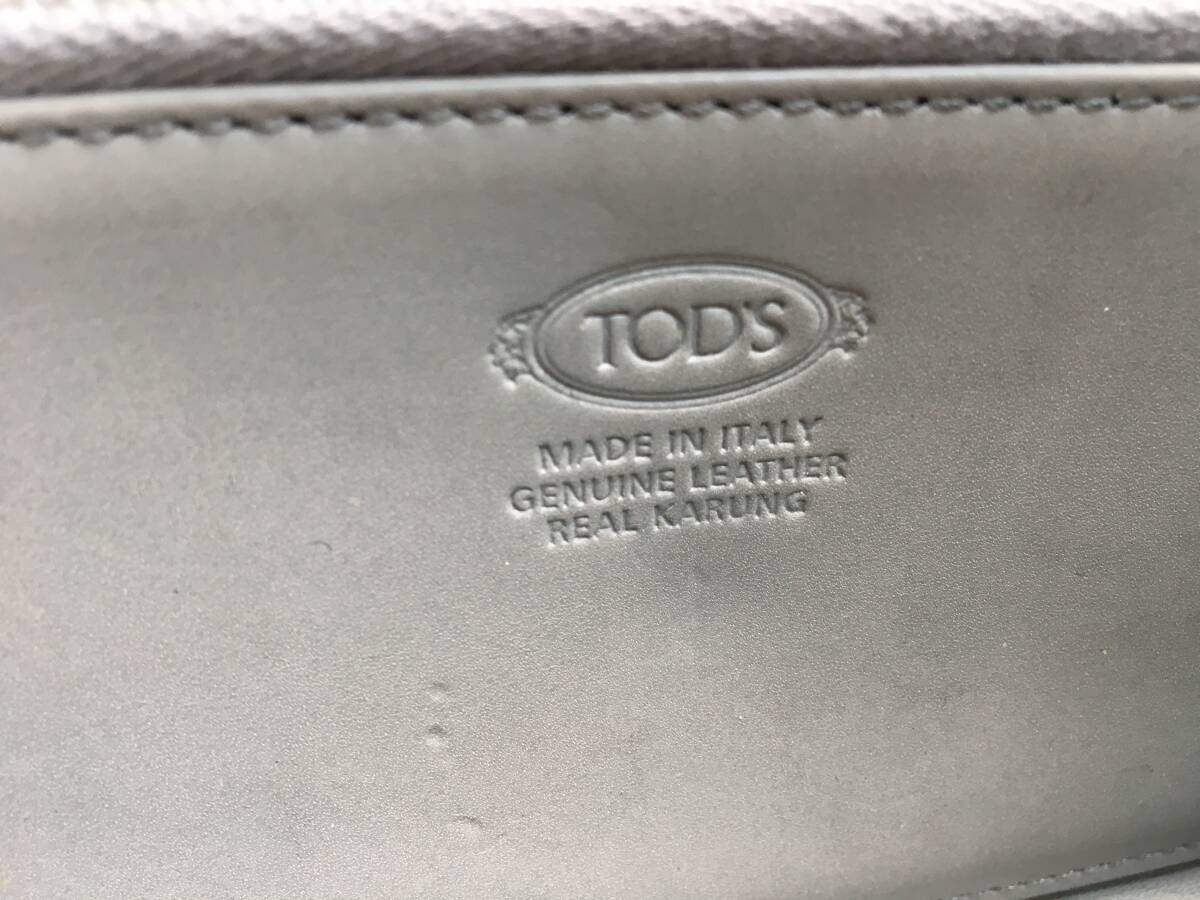 TOD'S
MADE IN ITALY
GENUINE LEATHER
REAL KARUNG